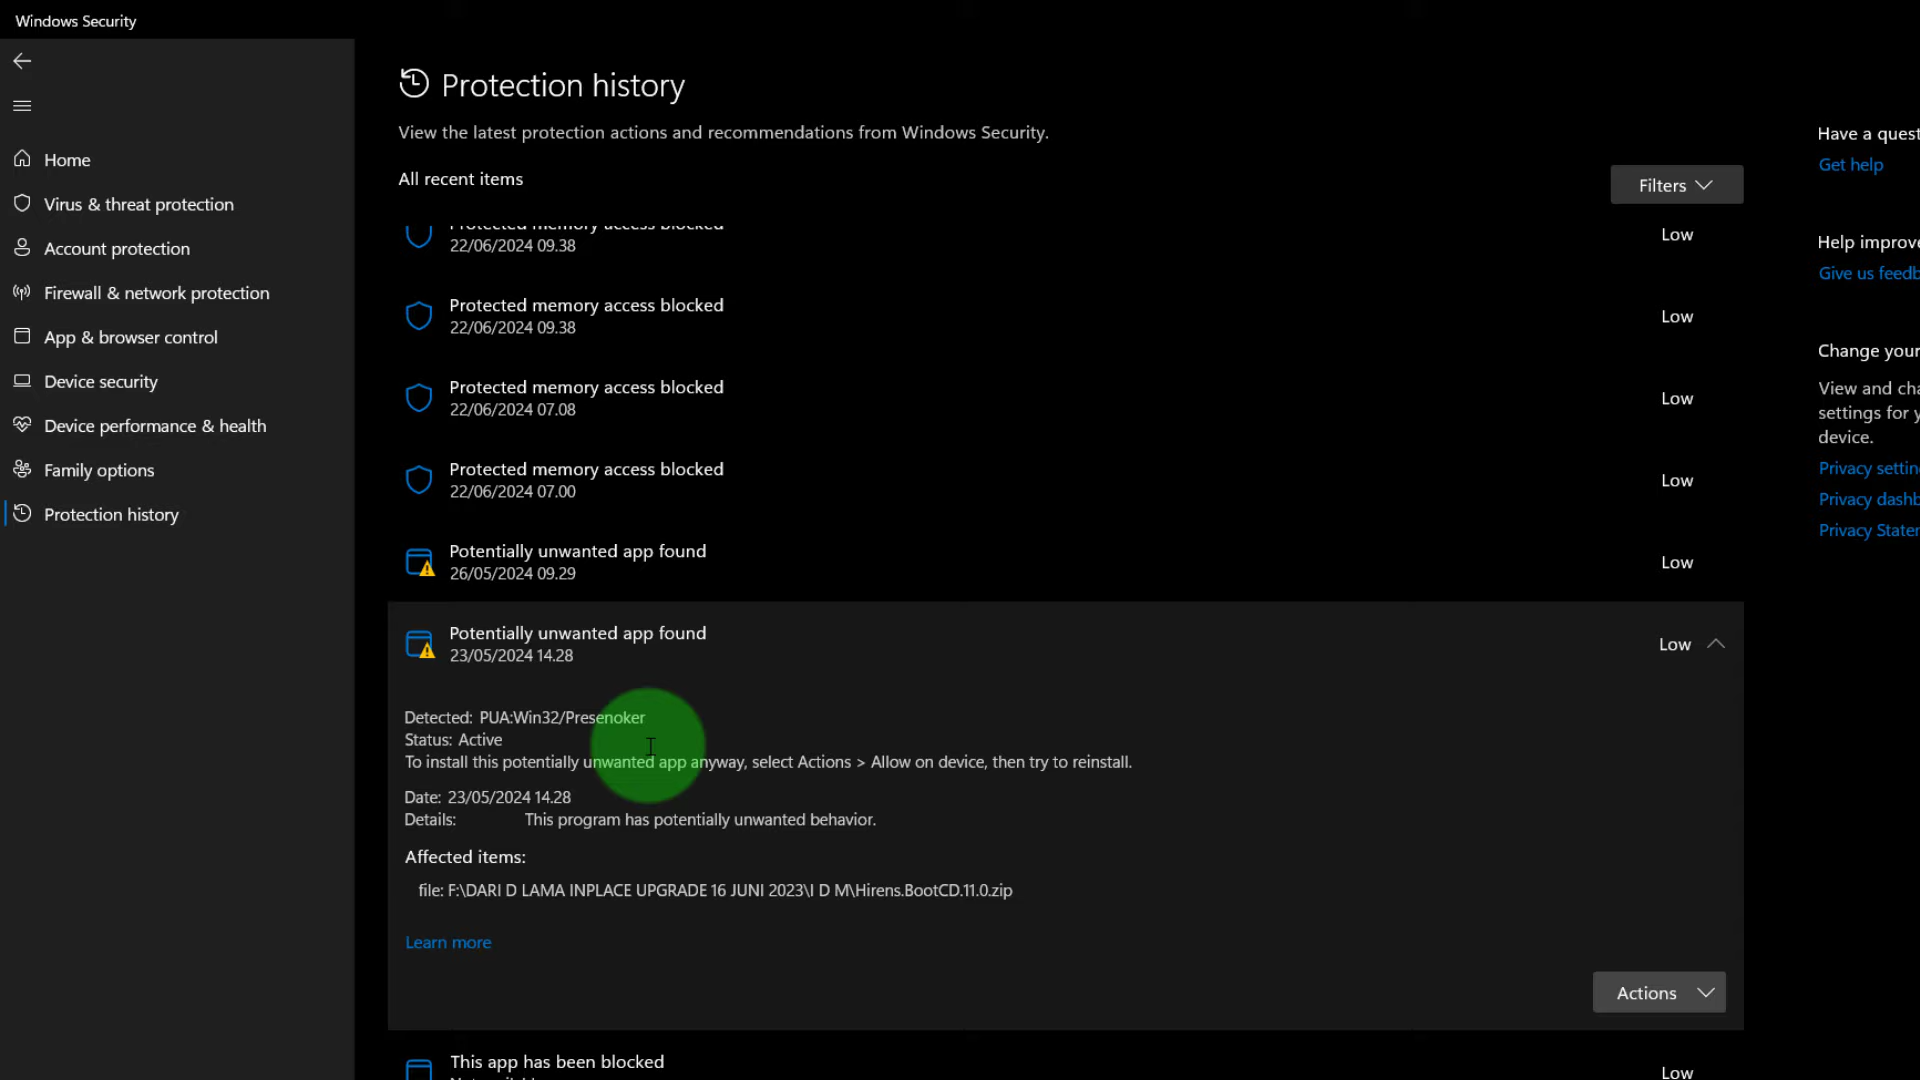 Windows Security
Home
Virus & threat protection
Account protection
Firewall & network protection
App & browser control
Device security
Device performance & health
Family options
Protection history
Protection history
View the latest protection actions and recommendations from Windows Security.
All recent items
Filters
Protected memory access blocked
22/06/2024 09.38
Low
Protected memory access blocked
22/06/2024 09.38
Low
Protected memory access blocked
22/06/2024 07.08
Low
Protected memory access blocked
22/06/2024 07.00
Low
Potentially unwanted app found
26/05/2024 09.29
Low
Potentially unwanted app found
23/05/2024 14.28
Low
Detected: PUA:Win32/Presenoker
Status: Active
To install this potentially unwanted app anyway, select Actions > Allow on device, then try to reinstall.
Date: 23/05/2024 14.28
Details: This program has potentially unwanted behavior.
Affected items:
file: F:\DARI D LAMA INPLACE UPGRADE 16 JUNI 2023\I D M\Hirens.BootCD.11.0.zip
Learn more
Actions
This app has been blocked
Low
Have a quest
Get help
Help improve
Give us feedb
Change your
View and cha
settings for y
device.
Privacy settin
Privacy dashb
Privacy Stater